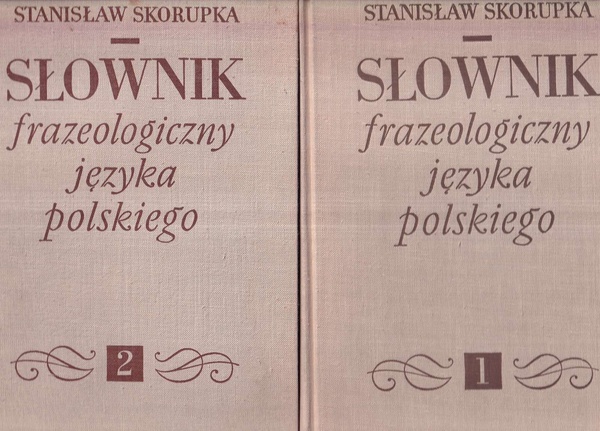 STANISŁAW SKORUPKA
SŁOWNIK
frazeologiczny
języka
polskiego
2
STANISŁAW SKORUPKA
SŁOWNIK
frazeologiczny
języka
polskiego
1